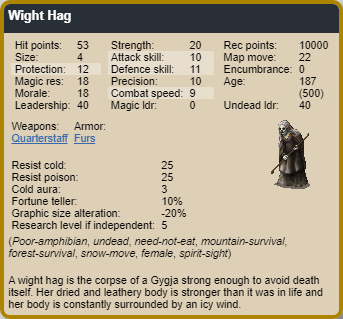 Wight Hag
Hit points: 53 Strength: 20 Rec points: 10000
Size: 4 Attack skill: 10 Map move: 22
Protection: 12 Defence skill: 11 Encumbrance: 0
Magic res: 18 Precision: 10 Age: 187
Morale: 18 Combat speed: 9 (500)
Leadership: 40 Magic ldr: 0 Undead ldr: 40
Weapons: Armor:
Quarterstaff Furs
Resist cold: 25
Resist poison: 25
Cold aura: 3
Fortune teller: 10%
Graphic size alteration: -20%
Research level if independent: 5
(Poor-amphibian, undead, need-not-eat, mountain-survival,
forest-survival, snow-move, female, spirit-sight)
A wight hag is the corpse of a Gygja strong enough to avoid death
itself. Her dried and leathery body is stronger than it was in life and
her body is constantly surrounded by an icy wind.